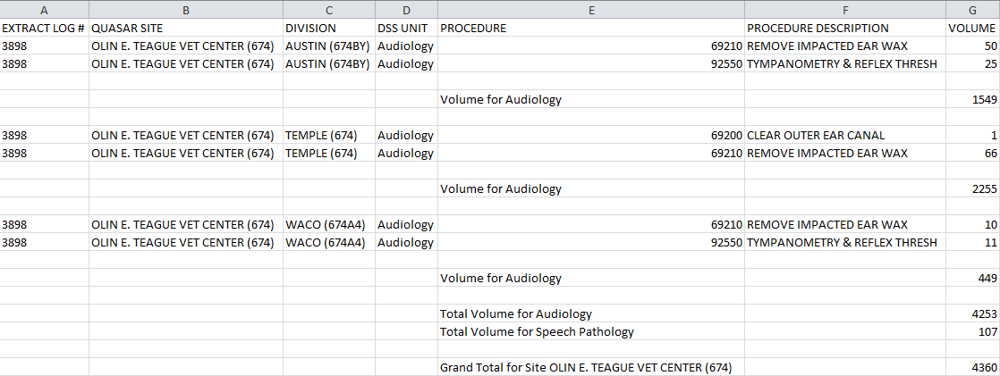 A B C D E F G
EXTRACT LOG # QUASAR SITE DIVISION DSS UNIT PROCEDURE PROCEDURE DESCRIPTION VOLUME
3898 OLIN E. TEAGUE VET CENTER (674) AUSTIN (674BY) Audiology 69210 REMOVE IMPACTED EAR WAX 50
3898 OLIN E. TEAGUE VET CENTER (674) AUSTIN (674BY) Audiology 92550 TYMPANOMETRY & REFLEX THRESH 25
Volume for Audiology 1549
3898 OLIN E. TEAGUE VET CENTER (674) TEMPLE (674) Audiology 69200 CLEAR OUTER EAR CANAL 1
3898 OLIN E. TEAGUE VET CENTER (674) TEMPLE (674) Audiology 69210 REMOVE IMPACTED EAR WAX 66
Volume for Audiology 2255
3898 OLIN E. TEAGUE VET CENTER (674) WACO (674A4) Audiology 69210 REMOVE IMPACTED EAR WAX 10
3898 OLIN E. TEAGUE VET CENTER (674) WACO (674A4) Audiology 92550 TYMPANOMETRY & REFLEX THRESH 11
Volume for Audiology 449
Total Volume for Audiology 4253
Total Volume for Speech Pathology 107
Grand Total for Site OLIN E. TEAGUE VET CENTER (674) 4360